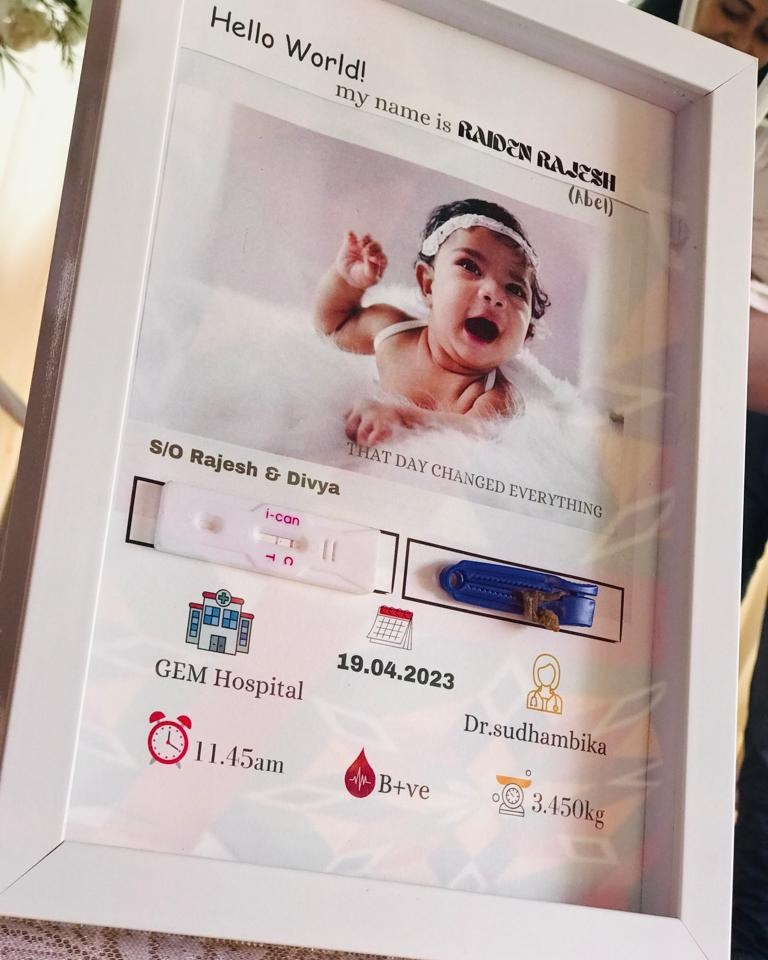 Hello World!
my name is RAIDEN RAJESH
(Abel)
S/O Rajesh & Divya
THAT DAY CHANGED EVERYTHING
i-can
C
T
GEM Hospital
19.04.2023
Dr.sudhambika
11.45am
B+ve
3.450kg